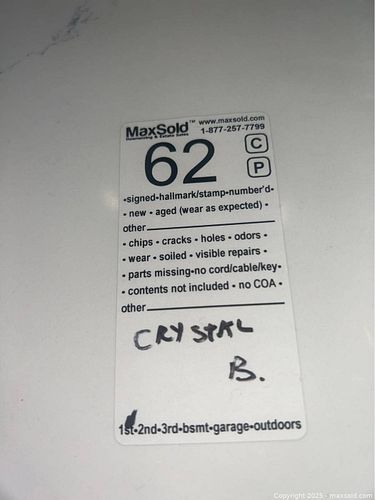 MaxSold™ www.maxsold.com
Downsizing & Estate Sales 1-877-257-7799
62 C
P
•signed•hallmark/stamp•number'd•
• new • aged (wear as expected) •
other
• chips • cracks • holes • odors •
• wear • soiled • visible repairs •
• parts missing•no cord/cable/key•
• contents not included • no COA •
other
CRYSTAL
B.
1st•2nd•3rd•bsmt•garage•outdoors
Copyright 2025 - maxsold.com